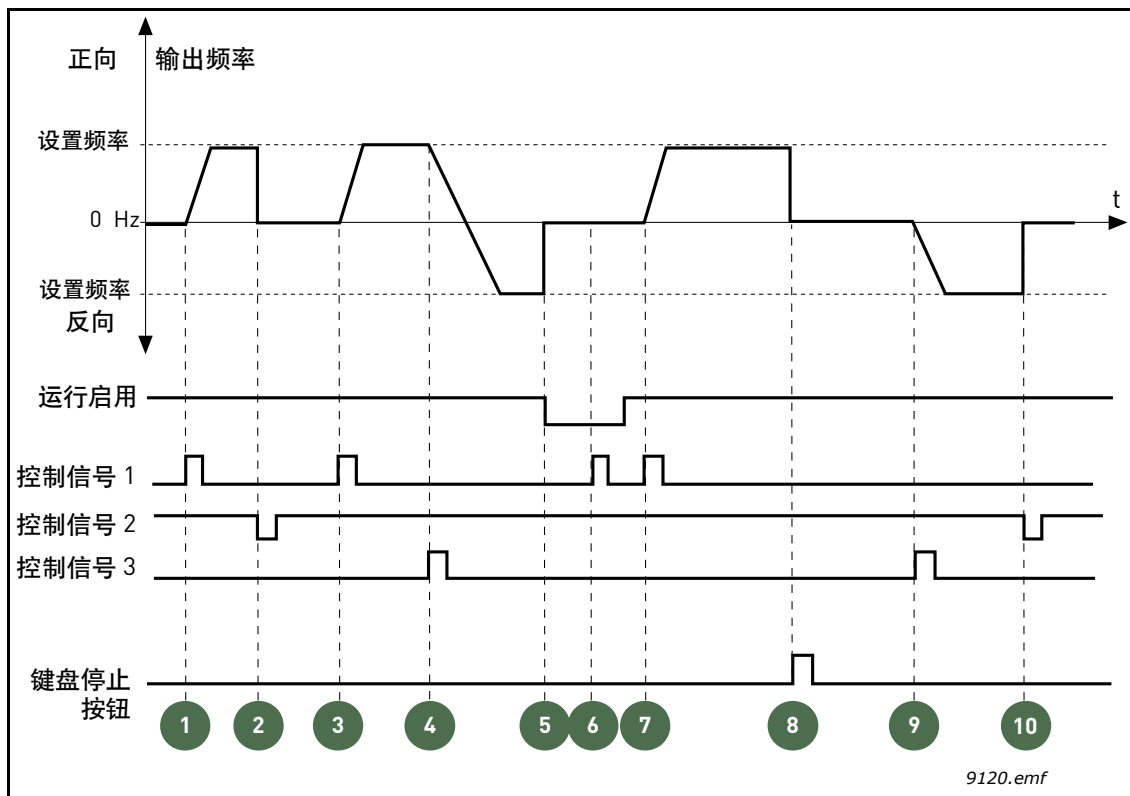 正向 输出频率
设置频率
t
0 Hz
设置频率
反向
运行启用
控制信号 1
控制信号 2
控制信号 3
键盘停止
按钮
1 2 3 4 5 6 7 8 9 10
9120.emf